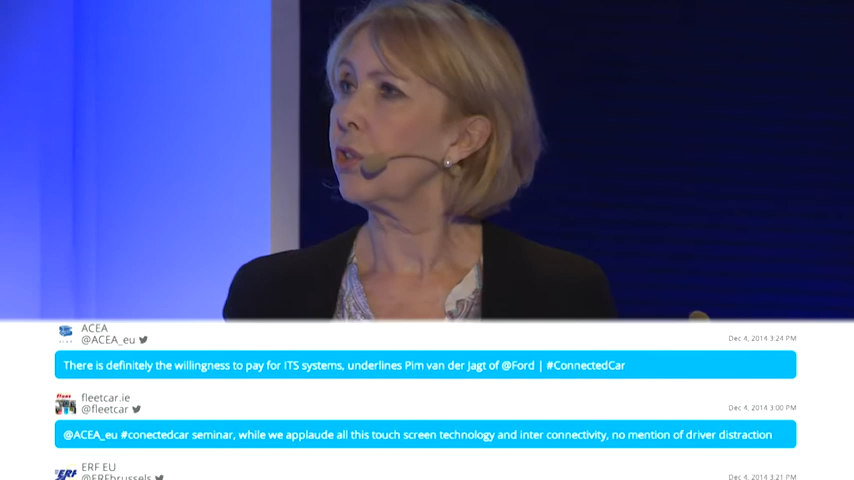 ACEA
@ACEA_eu
Dec 4, 2014 3:24 PM
There is definitely the willingness to pay for ITS systems, underlines Pim van der Jagt of @Ford | #ConnectedCar
fleetcar.ie
@fleetcar
Dec 4, 2014 3:00 PM
@ACEA_eu #conectedcar seminar, while we applaude all this touch screen technology and inter connectivity, no mention of driver distraction
ERF
ERF EU
@ERFbrussels
Dec 4, 2014 3:21 PM